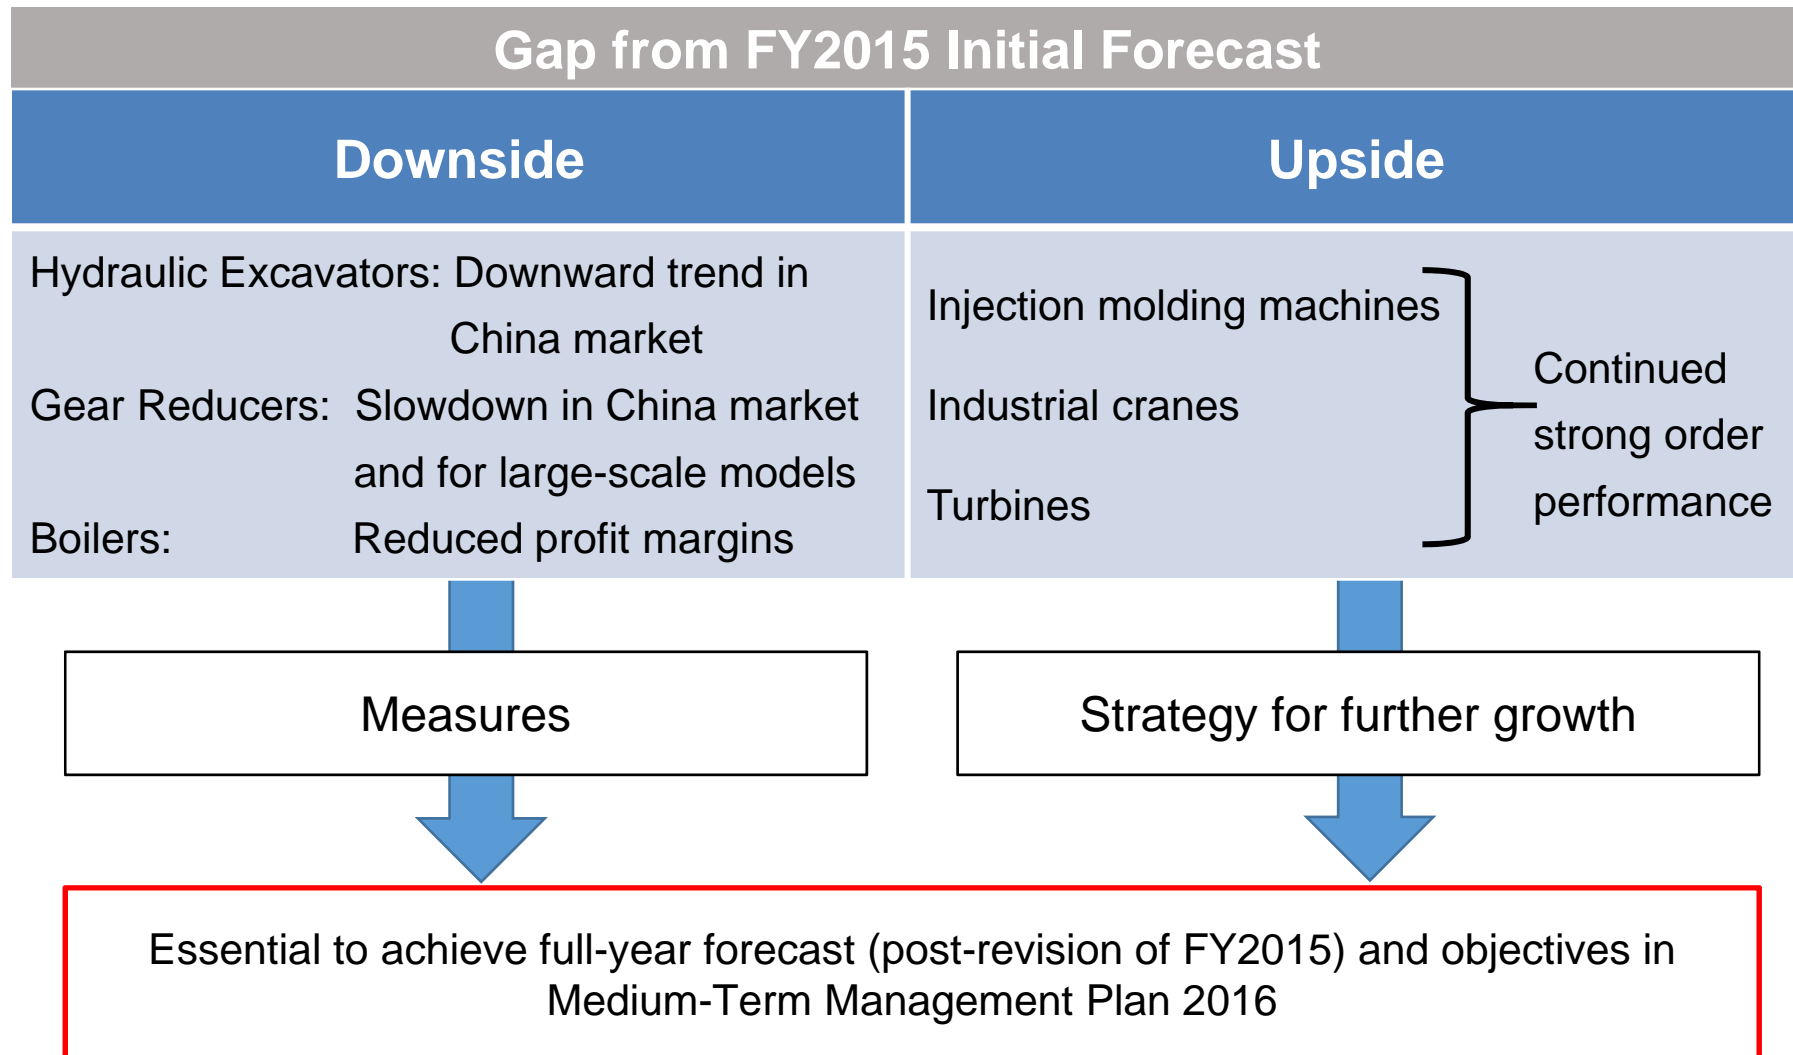 Gap from FY2015 Initial Forecast
Downside
Upside
Hydraulic Excavators: Downward trend in
China market
Gear Reducers: Slowdown in China market
and for large-scale models
Boilers: Reduced profit margins
Injection molding machines
Industrial cranes
Turbines
Continued
strong order
performance
Measures
Strategy for further growth
Essential to achieve full-year forecast (post-revision of FY2015) and objectives in
Medium-Term Management Plan 2016